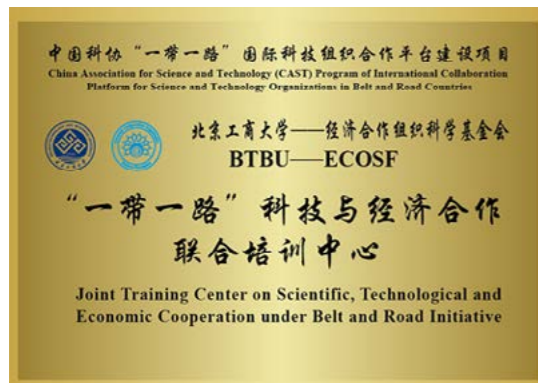 中国科协“一带一路”国际科技组织合作平台建设项目
China Association for Science and Technology (CAST) Program of International Collaboration
Platform for Science and Technology Organizations in Belt and Road Countries
北京工商大学——经济合作组织科学基金会
BTBU——ECOSF
“一带一路”科技与经济合作
联合培训中心
Joint Training Center on Scientific, Technological and
Economic Cooperation under Belt and Road Initiative